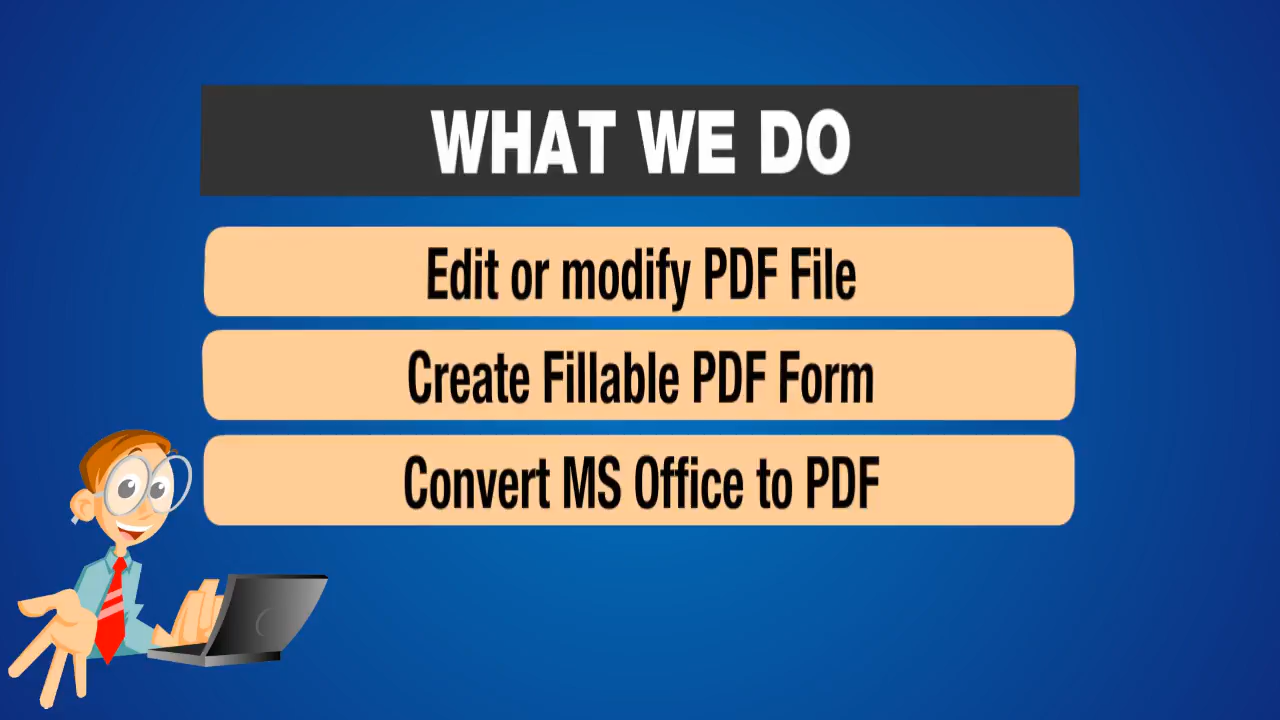 WHAT WE DO
Edit or modify PDF File
Create Fillable PDF Form
Convert MS Office to PDF